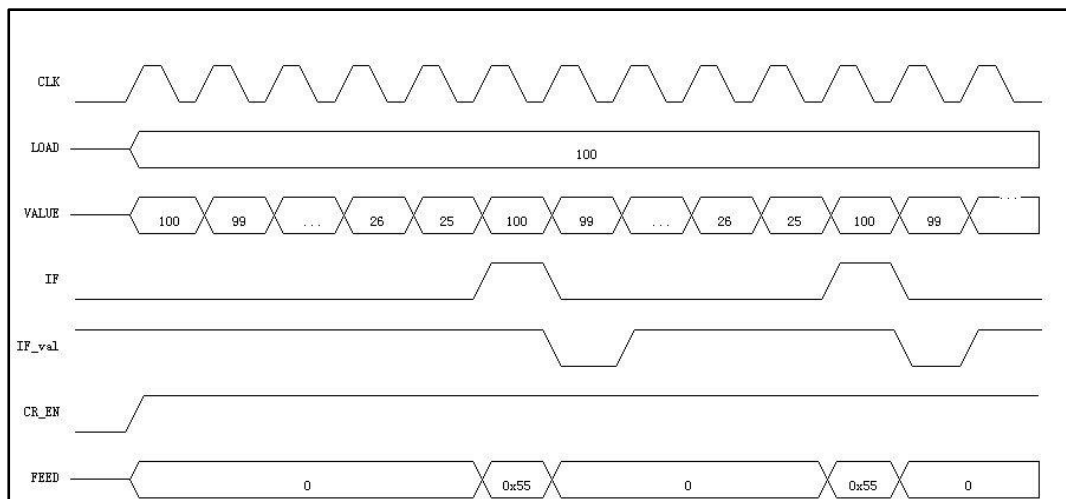 CLK
LOAD 100
VALUE 100 99 ... 26 25 100 99 ... 26 25 100 99 ...
IF
IF_val
CR_EN
FEED 0 0x55 0 0x55 0